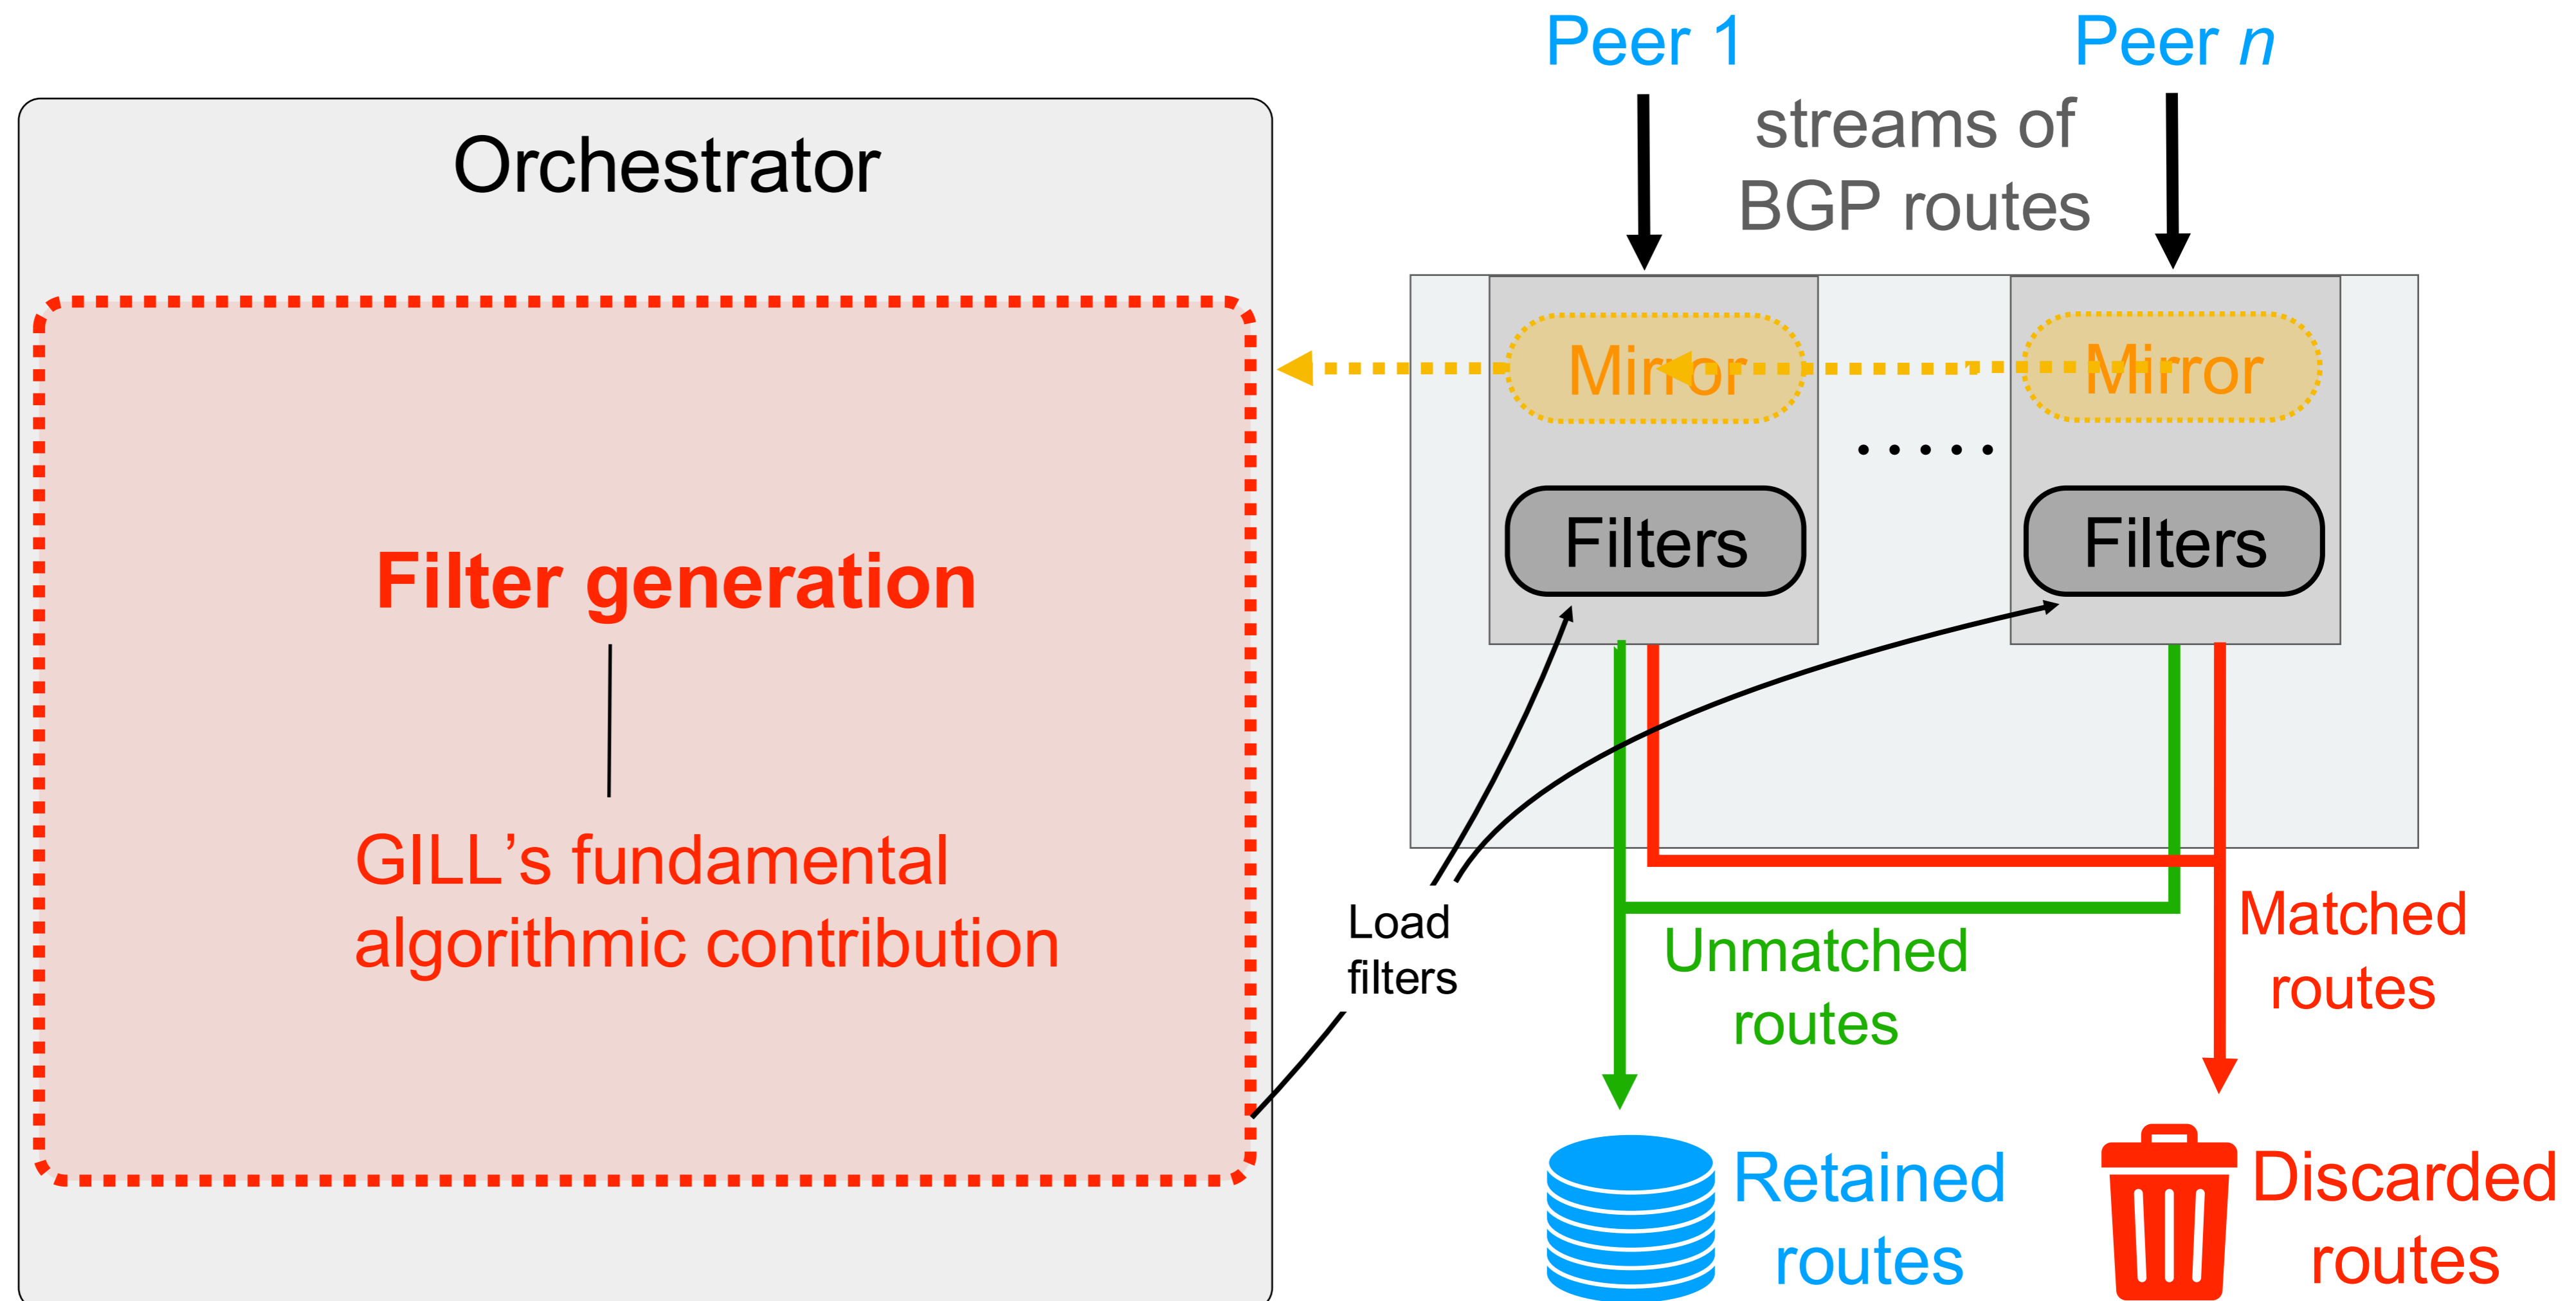 Peer 1
Peer n
streams of
BGP routes
Orchestrator
Mirror
Mirror
Filters
Filters
Filter generation
GILL’s fundamental
algorithmic contribution
Load
filters
Unmatched
routes
Matched
routes
Retained
routes
Discarded
routes